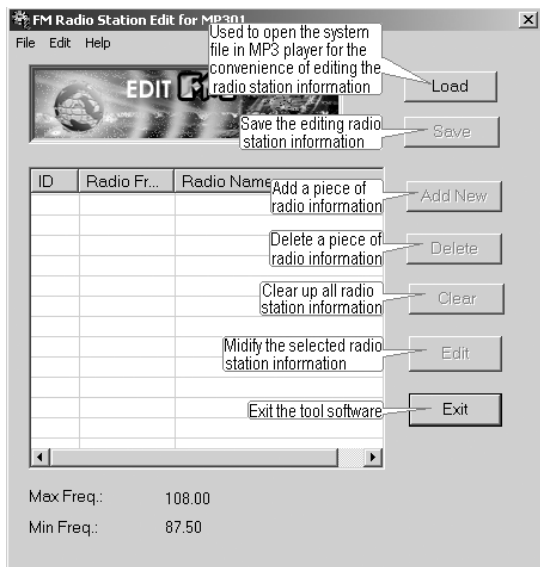 FM Radio Station Edit for MP301
File Edit Help
Used to open the system
file in MP3 player for the
convenience of editing the
radio station information
Load
EDIT
Save the editing radio
station information
Save
ID Radio Fr... Radio Name
Add a piece of
radio information
Add New
Delete a piece of
radio information
Delete
Clear up all radio
station information
Clear
Midify the selected radio
station information
Edit
Exit the tool software
Exit
Max Freq.: 108.00
Min Freq.: 87.50